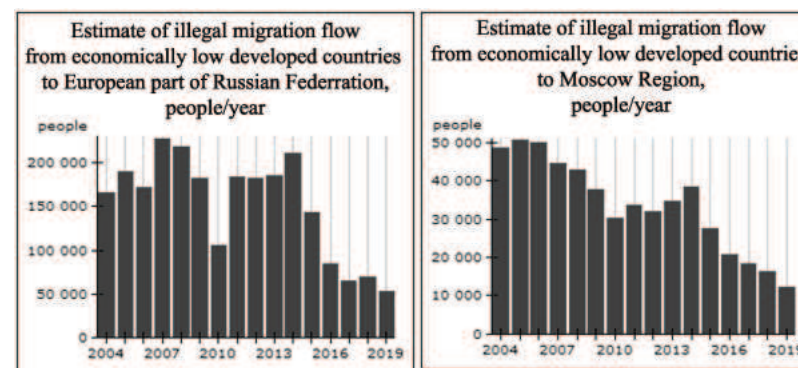 Estimate of illegal migration flow
from economically low developed countries
to European part of Russian Federration,
people/year
people
200 000
150 000
100 000
50 000
0
2004 2007 2010 2013 2016 2019
Estimate of illegal migration flow
from economically low developed countrie
to Moscow Region,
people/year
people
50 000
40 000
30 000
20 000
10 000
0
2004 2007 2010 2013 2016 2019